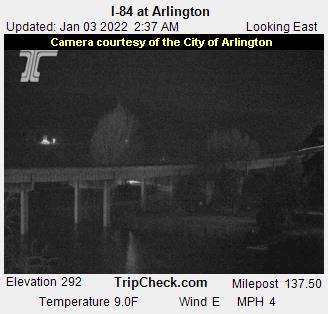 I-84 at Arlington
Updated: Jan 03 2022 2:37 AM Looking East
Camera courtesy of the City of Arlington
Elevation 292 TripCheck.com Milepost 137.50
Temperature 9.0F Wind E MPH 4